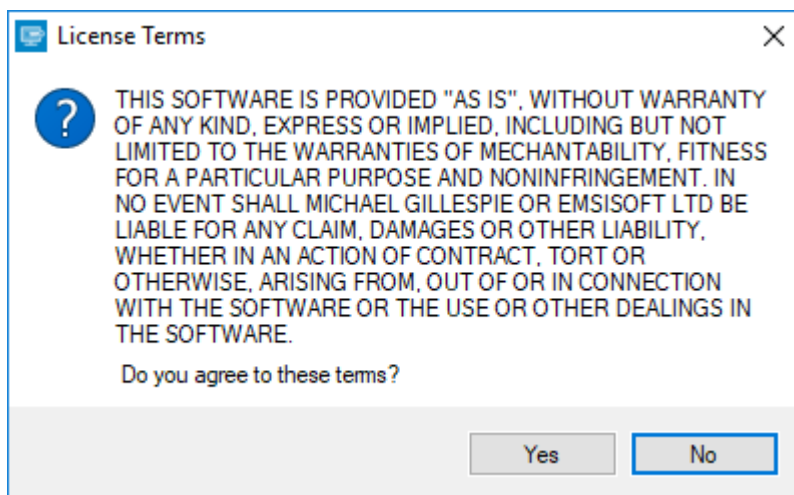 License Terms
THIS SOFTWARE IS PROVIDED "AS IS", WITHOUT WARRANTY
OF ANY KIND, EXPRESS OR IMPLIED, INCLUDING BUT NOT
LIMITED TO THE WARRANTIES OF MECHANTABILITY, FITNESS
FOR A PARTICULAR PURPOSE AND NONINFRINGEMENT. IN
NO EVENT SHALL MICHAEL GILLESPIE OR EMSISOFT LTD BE
LIABLE FOR ANY CLAIM, DAMAGES OR OTHER LIABILITY,
WHETHER IN AN ACTION OF CONTRACT, TORT OR
OTHERWISE, ARISING FROM, OUT OF OR IN CONNECTION
WITH THE SOFTWARE OR THE USE OR OTHER DEALINGS IN
THE SOFTWARE.
Do you agree to these terms?
Yes No